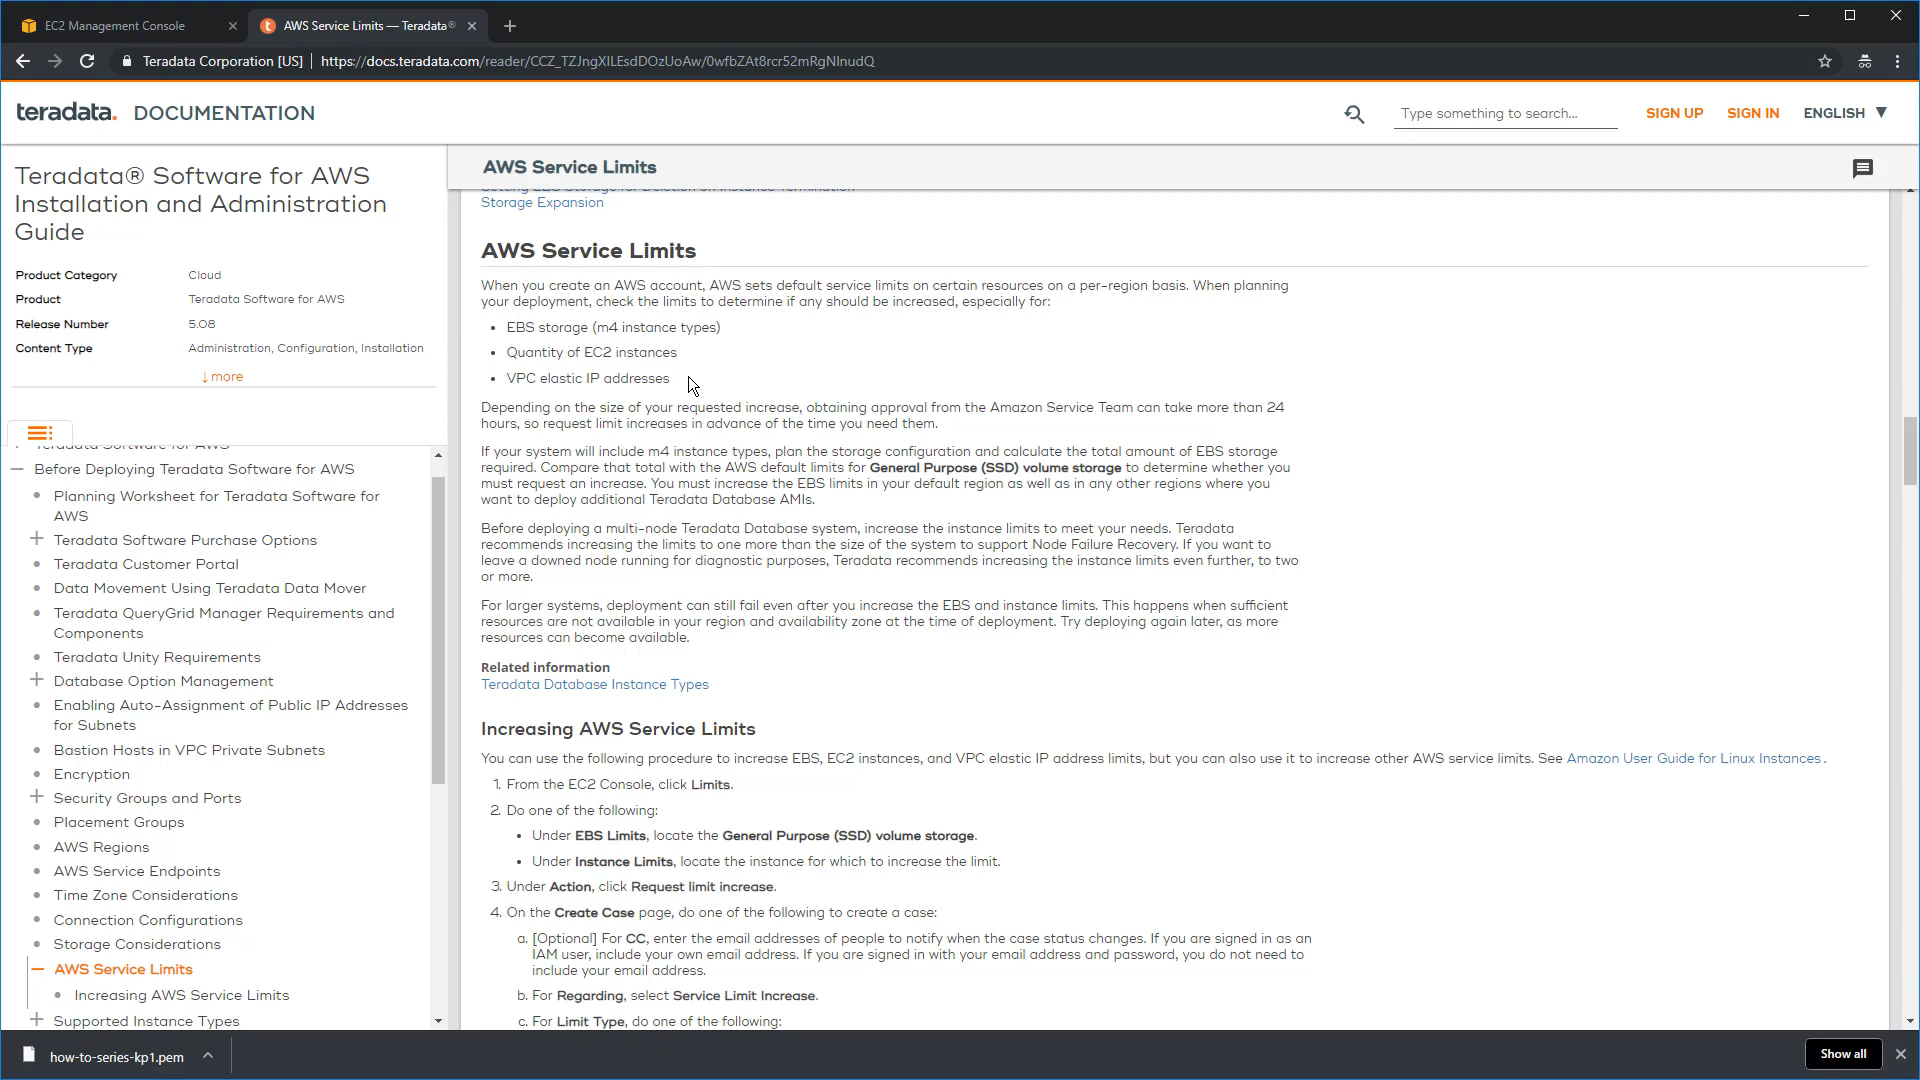 EC2 Management Console
AWS Service Limits — Teradata®
Teradata Corporation [US] | https://docs.teradata.com/reader/CCZ_TZJngXILEsdDOzUoAw/0wfbZAt8rcr52mRgNInudQ
teradata. DOCUMENTATION
Type something to search...
SIGN UP
SIGN IN
ENGLISH ▼
Teradata® Software for AWS
Installation and Administration
Guide
Product Category Cloud
Product Teradata Software for AWS
Release Number 5.08
Content Type Administration, Configuration, Installation
↓ more
Teradata Software for AWS
Before Deploying Teradata Software for AWS
Planning Worksheet for Teradata Software for
AWS
Teradata Software Purchase Options
Teradata Customer Portal
Data Movement Using Teradata Data Mover
Teradata QueryGrid Manager Requirements and
Components
Teradata Unity Requirements
Database Option Management
Enabling Auto-Assignment of Public IP Addresses
for Subnets
Bastion Hosts in VPC Private Subnets
Encryption
Security Groups and Ports
Placement Groups
AWS Regions
AWS Service Endpoints
Time Zone Considerations
Connection Configurations
Storage Considerations
AWS Service Limits
Increasing AWS Service Limits
Supported Instance Types
AWS Service Limits
Setting EBS Storage for Deletion on Instance Termination
Storage Expansion
AWS Service Limits
When you create an AWS account, AWS sets default service limits on certain resources on a per-region basis. When planning
your deployment, check the limits to determine if any should be increased, especially for:
• EBS storage (m4 instance types)
• Quantity of EC2 instances
• VPC elastic IP addresses
Depending on the size of your requested increase, obtaining approval from the Amazon Service Team can take more than 24
hours, so request limit increases in advance of the time you need them.
If your system will include m4 instance types, plan the storage configuration and calculate the total amount of EBS storage
required. Compare that total with the AWS default limits for General Purpose (SSD) volume storage to determine whether you
must request an increase. You must increase the EBS limits in your default region as well as in any other regions where you
want to deploy additional Teradata Database AMIs.
Before deploying a multi-node Teradata Database system, increase the instance limits to meet your needs. Teradata
recommends increasing the limits to one more than the size of the system to support Node Failure Recovery. If you want to
leave a downed node running for diagnostic purposes, Teradata recommends increasing the instance limits even further, to two
or more.
For larger systems, deployment can still fail even after you increase the EBS and instance limits. This happens when sufficient
resources are not available in your region and availability zone at the time of deployment. Try deploying again later, as more
resources can become available.
Related information
Teradata Database Instance Types
Increasing AWS Service Limits
You can use the following procedure to increase EBS, EC2 instances, and VPC elastic IP address limits, but you can also use it to increase other AWS service limits. See Amazon User Guide for Linux Instances.
1. From the EC2 Console, click Limits.
2. Do one of the following:
• Under EBS Limits, locate the General Purpose (SSD) volume storage.
• Under Instance Limits, locate the instance for which to increase the limit.
3. Under Action, click Request limit increase.
4. On the Create Case page, do one of the following to create a case:
a. [Optional] For CC, enter the email addresses of people to notify when the case status changes. If you are signed in as an
IAM user, include your own email address. If you are signed in with your email address and password, you do not need to
include your email address.
b. For Regarding, select Service Limit Increase.
c. For Limit Type, do one of the following:
how-to-series-kp1.pem
Show all